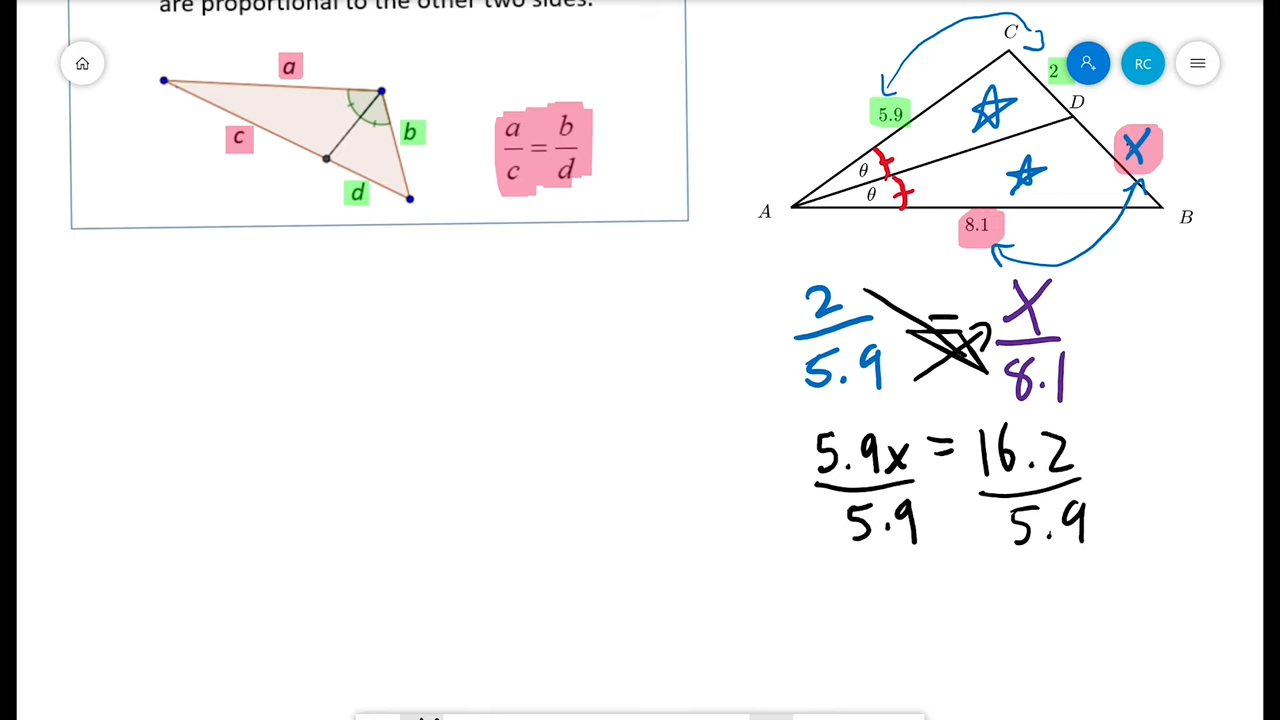 are proportional to the other two sides.
a
c
b
d
a/c = b/d
C
2
RC
D
5.9
X
θ
θ
A
B
8.1
2/5.9 = X/8.1
5.9x = 16.2
5.9 5.9